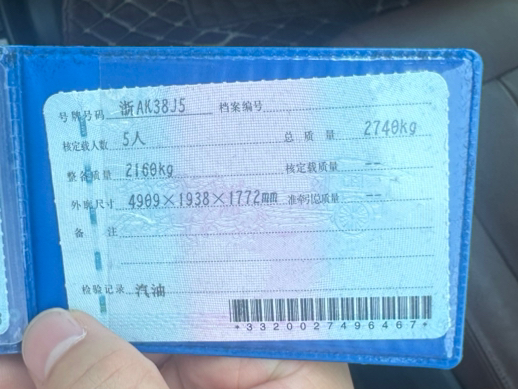 号牌号码 浙AK38J5 档案编号
核定载人数 5人 总质量 2740kg
整备质量 2160kg 核定载质量 --
外廓尺寸 4909×1938×1772mm 准牵引总质量 --
备注
检验记录 汽油
*3320027496467*